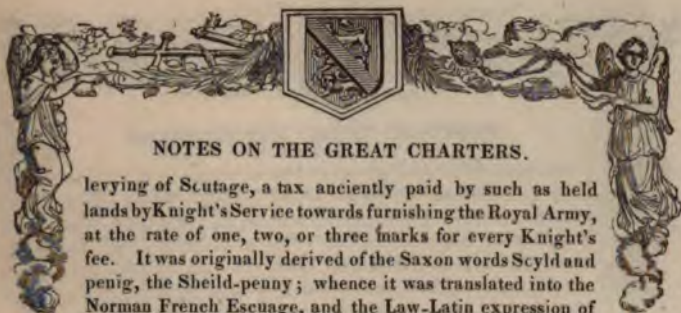 NOTES ON THE GREAT CHARTERS.
levying of Scutage, a tax anciently paid by such as held
lands by Knight's Service towards furnishing the Royal Army,
at the rate of one, two, or three marks for every Knight's
fee. It was originally derived of the Saxon words Scyld and
penig, the Sheild-penny; whence it was translated into the
Norman French Escuage, and the Law-Latin expression of